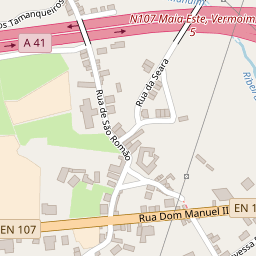 os Tamanqueiros
N107 Maia Este, Vermoim
5
A 41
Rua da Seara
Rua de São Romão
Ribeir
Rua Dom Manuel II
EN 1
EN 107
avessa